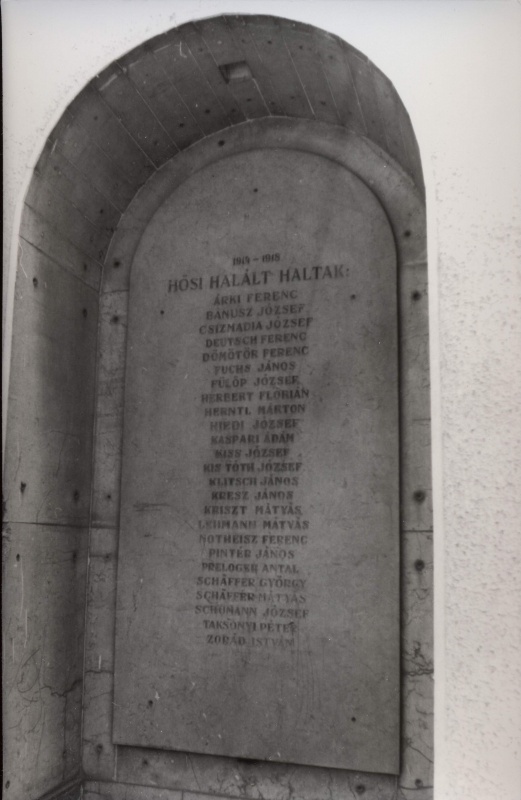 1914-1918
HŐSI HALÁLT HALTAK:
ÁRKI FERENC
BANUSZ JÓZSEF
CSIZMADIA JÓZSEF
DEUTSCH FERENC
DÖMÖTÖR FERENC
FUCHS JÁNOS
FÜLÖP JÓZSEF
HERBERT FLÓRIÁN
HERNTL MÁRTON
HIEDI JÓZSEF
KASPARI ÁDÁM
KISS JÓZSEF
KIS TÓTH JÓZSEF
KLITSCH JÁNOS
KRESZ JÁNOS
KRISZT MÁTYÁS
LEHMANN MÁTYÁS
NOTHEISZ FERENC
PINTÉR JÁNOS
PRELOGER ANTAL
SCHÄFFER GYÖRGY
SCHÄFFER MÁTYÁS
SCHUMANN JÓZSEF
TAKSONYI PÉTER
ZORÁD ISTVÁN